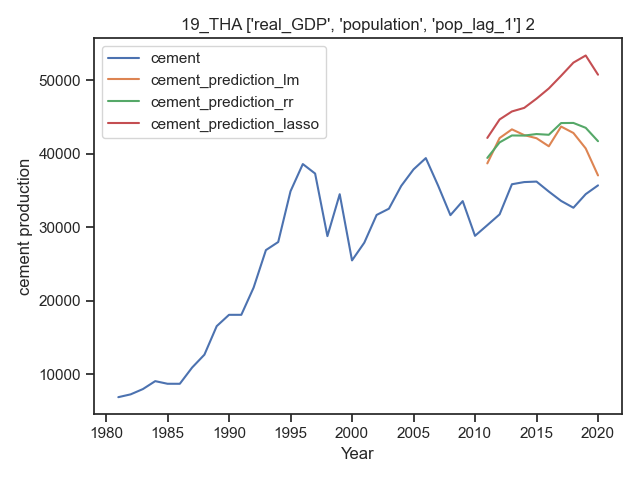 19_THA ['real_GDP', 'population', 'pop_lag_1'] 2
cement
cement_prediction_lm
cement_prediction_rr
cement_prediction_lasso
cement production
50000
40000
30000
20000
10000
1980 1985 1990 1995 2000 2005 2010 2015 2020
Year